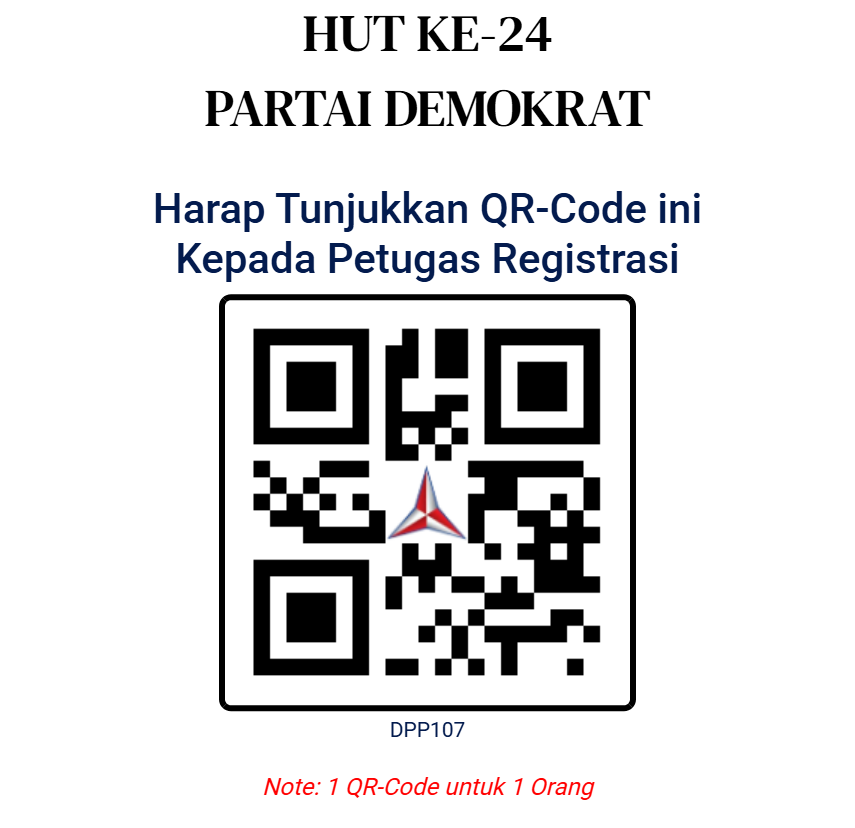 HUT KE-24
PARTAI DEMOKRAT
Harap Tunjukkan QR-Code ini
Kepada Petugas Registrasi
DPP107
Note: 1 QR-Code untuk 1 Orang